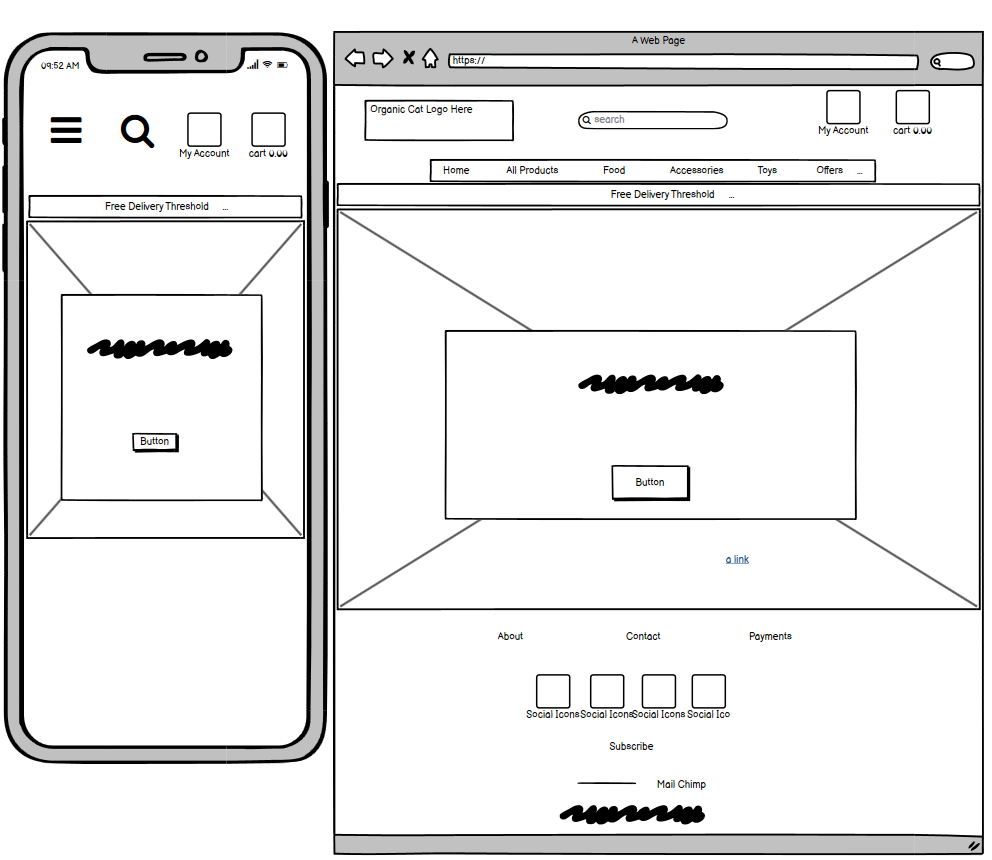 09:52 AM
My Account
cart 0.00
Free Delivery Threshold ...
Button
A Web Page
https://
Organic Cat Logo Here
search
My Account
cart 0.00
Home All Products Food Accessories Toys Offers ...
Free Delivery Threshold ...
Button
a link
About Contact Payments
Social Icons Social Icons Social Icons Social Ico
Subscribe
Mail Chimp